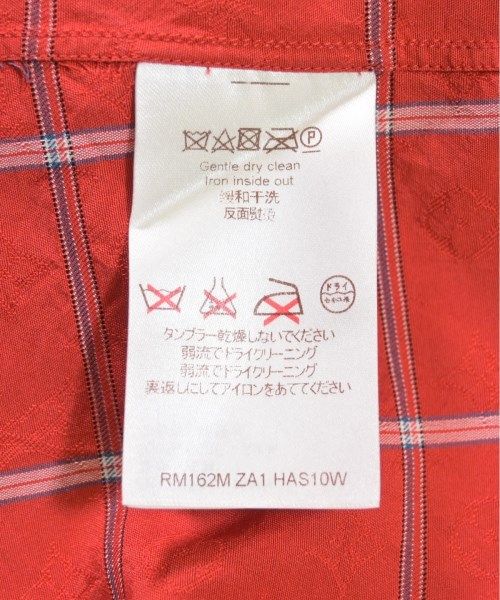 P
Gentle dry clean
Iron inside out
缓和干洗
反面熨烫
ドライ
セキユ系
タンブラー乾燥しないでください
弱流でドライクリーニング
弱流でドライクリーニング
裏返しにしてアイロンをあててください
RM162M ZA1 HAS10W